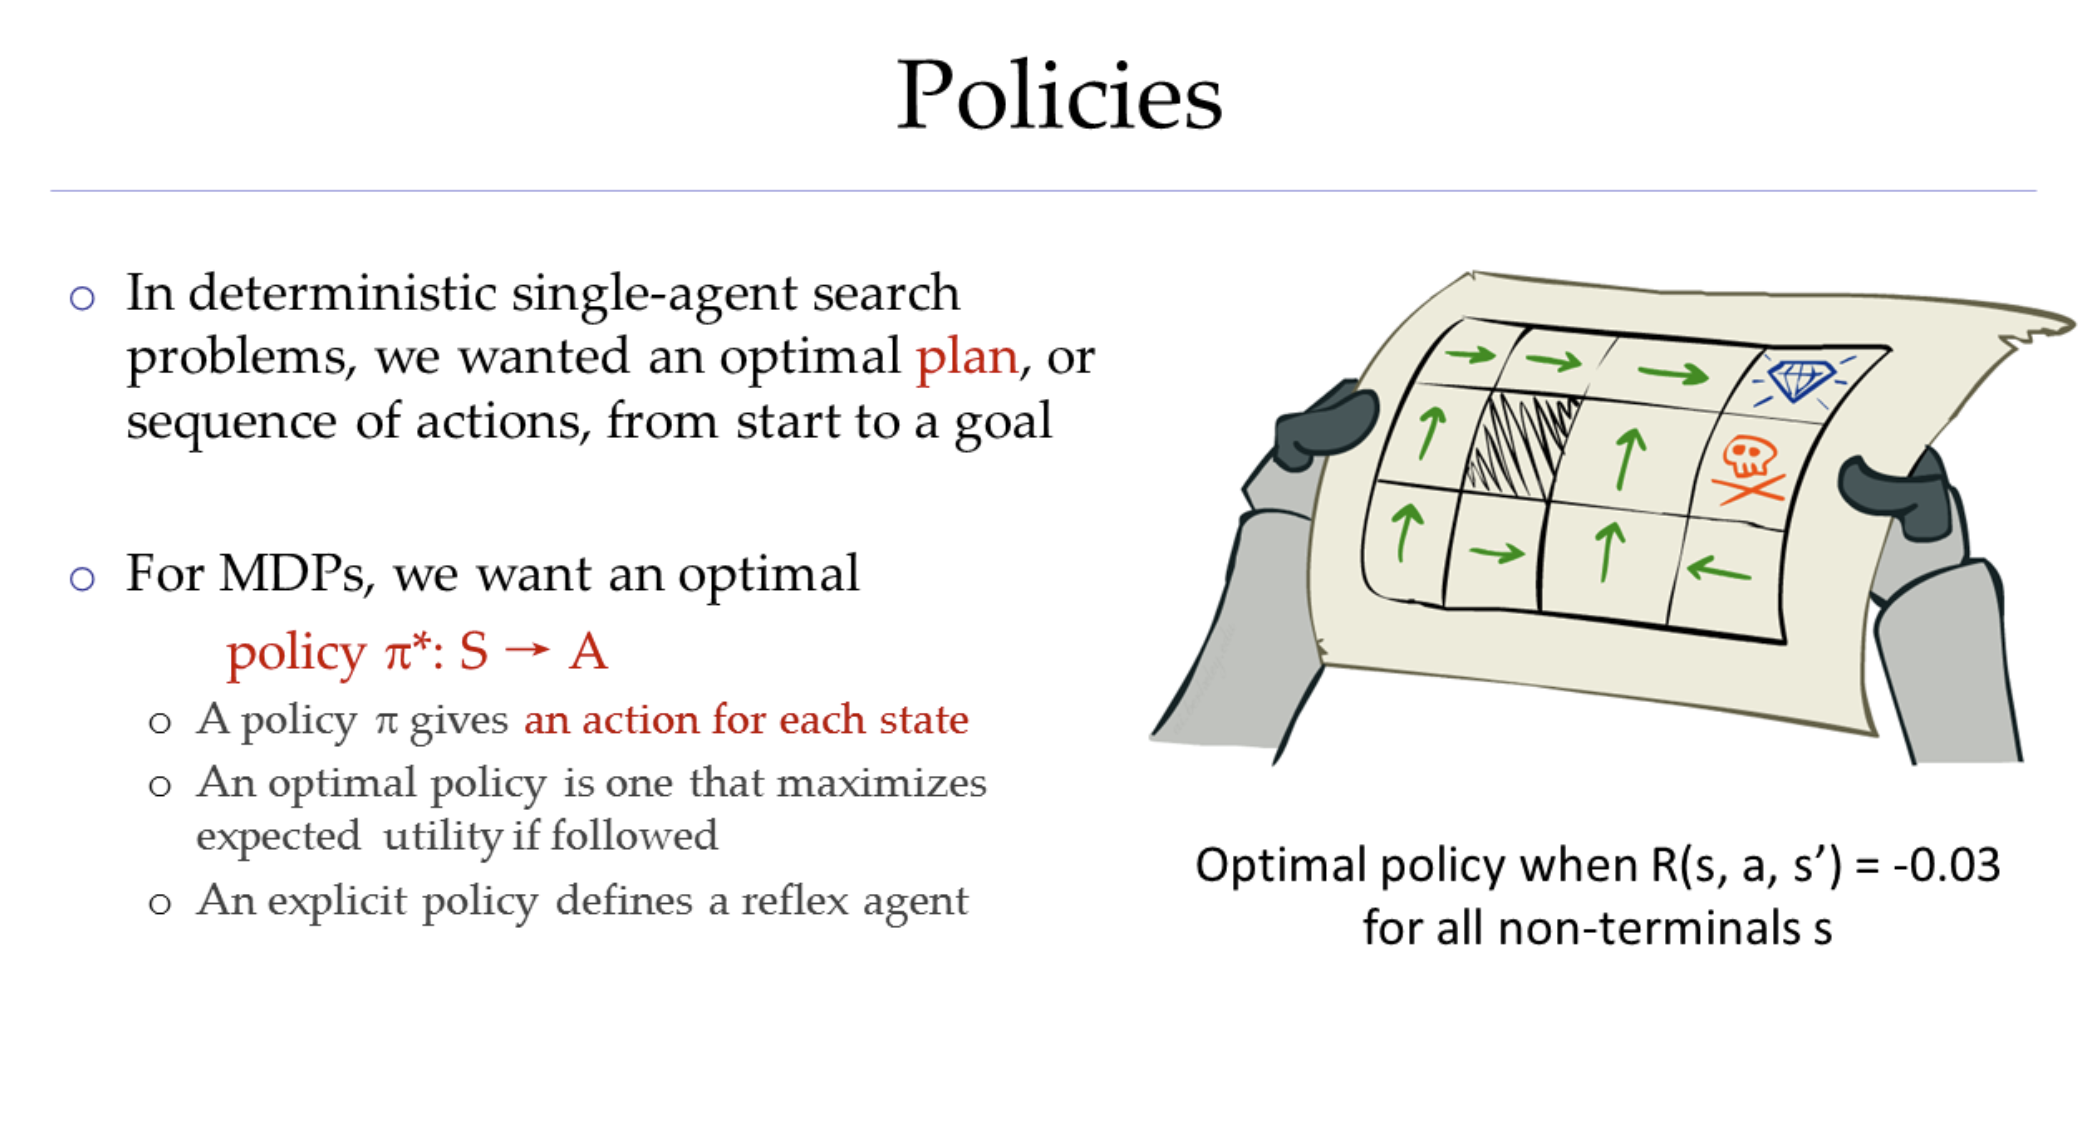 Policies
○ In deterministic single-agent search
problems, we wanted an optimal plan, or
sequence of actions, from start to a goal
○ For MDPs, we want an optimal
policy π*: S → A
○ A policy π gives an action for each state
○ An optimal policy is one that maximizes
expected utility if followed
○ An explicit policy defines a reflex agent
Optimal policy when R(s, a, s’) = -0.03
for all non-terminals s